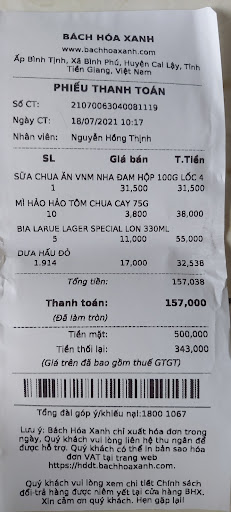 BÁCH HÓA XANH
www.bachhoaxanh.com
Ấp Bình Tịnh, Xã Bình Phú, Huyện Cai Lậy, Tỉnh
Tiền Giang, Việt Nam
PHIẾU THANH TOÁN
Số CT: 21070063040081119
Ngày CT: 18/07/2021 10:17
Nhân viên: Nguyễn Hồng Thịnh
SL Giá bán T.Tiền
SỮA CHUA ĂN VNM NHA ĐAM HỘP 100G LỐC 4
1 31,500 31,500
MÌ HẢO HẢO TÔM CHUA CAY 75G
10 3,800 38,000
BIA LARUE LAGER SPECIAL LON 330ML
5 11,000 55,000
DƯA HẤU ĐỎ
1.914 17,000 32,538
Tổng tiền: 157,038
Thanh toán: 157,000
(Đã làm tròn)
Tiền mặt: 500,000
Tiền thối lại: 343,000
(Giá trên đã bao gồm thuế GTGT)
Tổng đài góp ý/khiếu nại:1800 1067
Lưu ý: Bách Hóa Xanh chỉ xuất hóa đơn trong
ngày. Quý khách vui lòng liên hệ thu ngân để
được hỗ trợ. Quý khách có thể in bản sao hóa
đơn VAT tại trang web
https://hddt.bachhoaxanh.com.
Quý khách vui lòng xem chi tiết Chính sách
đổi-trả hàng được niêm yết tại cửa hàng BHX.
Xin cảm ơn quý khách. Hẹn gặp lại!